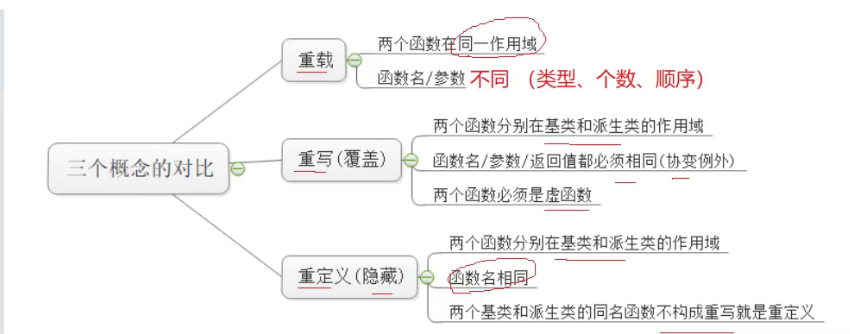 三个概念的对比
重载
两个函数在同一作用域
函数名/参数 不同 （类型、个数、顺序）
重写(覆盖)
两个函数分别在基类和派生类的作用域
函数名/参数/返回值都必须相同(协变例外)
两个函数必须是虚函数
重定义(隐藏)
两个函数分别在基类和派生类的作用域
函数名相同
两个基类和派生类的同名函数不构成重写就是重定义